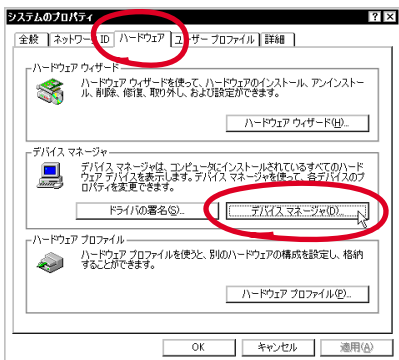 システムのプロパティ
全般 ネットワーク ID ハードウェア ユーザー プロファイル 詳細
ハードウェア ウィザード
ハードウェア ウィザードを使って、ハードウェアのインストール、アンインストー
ル、削除、修復、取り外し、および設定ができます。
ハードウェア ウィザード(H)...
デバイス マネージャ
デバイス マネージャは、コンピュータにインストールされているすべてのハード
ウェア デバイスを表示します。デバイス マネージャを使って、各デバイスのプ
ロパティを変更できます。
ドライバの署名(S)...
デバイス マネージャ(D)...
ハードウェア プロファイル
ハードウェア プロファイルを使うと、別のハードウェアの構成を設定し、格納
することができます。
ハードウェア プロファイル(P)...
OK キャンセル 適用(A)